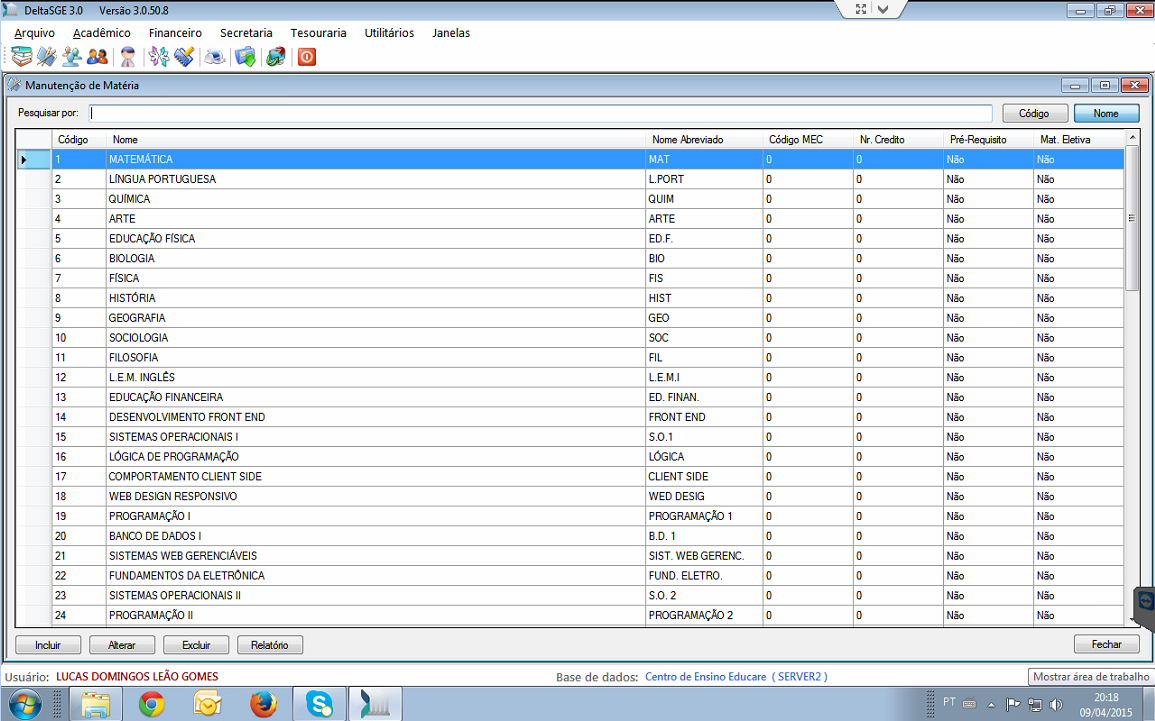 DeltaSGE 3.0 Versão 3.0.50.8
Arquivo Acadêmico Financeiro Secretaria Tesouraria Utilitários Janelas
Manutenção de Matéria
Pesquisar por: Código Nome
Código Nome Nome Abreviado Código MEC Nr. Credito Pré-Requisito Mat. Eletiva
1 MATEMÁTICA MAT 0 0 Não Não
2 LÍNGUA PORTUGUESA L.PORT 0 0 Não Não
3 QUÍMICA QUIM 0 0 Não Não
4 ARTE ARTE 0 0 Não Não
5 EDUCAÇÃO FÍSICA ED.F. 0 0 Não Não
6 BIOLOGIA BIO 0 0 Não Não
7 FÍSICA FIS 0 0 Não Não
8 HISTÓRIA HIST 0 0 Não Não
9 GEOGRAFIA GEO 0 0 Não Não
10 SOCIOLOGIA SOC 0 0 Não Não
11 FILOSOFIA FIL 0 0 Não Não
12 L.E.M. INGLÊS L.E.M.I 0 0 Não Não
13 EDUCAÇÃO FINANCEIRA ED. FINAN. 0 0 Não Não
14 DESENVOLVIMENTO FRONT END FRONT END 0 0 Não Não
15 SISTEMAS OPERACIONAIS I S.O.1 0 0 Não Não
16 LÓGICA DE PROGRAMAÇÃO LÓGICA 0 0 Não Não
17 COMPORTAMENTO CLIENT SIDE CLIENT SIDE 0 0 Não Não
18 WEB DESIGN RESPONSIVO WED DESIG 0 0 Não Não
19 PROGRAMAÇÃO I PROGRAMAÇÃO 1 0 0 Não Não
20 BANCO DE DADOS I B.D. 1 0 0 Não Não
21 SISTEMAS WEB GERENCIÁVEIS SIST. WEB GERENC. 0 0 Não Não
22 FUNDAMENTOS DA ELETRÔNICA FUND. ELETRO. 0 0 Não Não
23 SISTEMAS OPERACIONAIS II S.O. 2 0 0 Não Não
24 PROGRAMAÇÃO II PROGRAMAÇÃO 2 0 0 Não Não
Incluir Alterar Excluir Relatório Fechar
Usuário: LUCAS DOMINGOS LEÃO GOMES Base de dados: Centro de Ensino Educare ( SERVER2 ) Mostrar área de trabalho
PT 20:18
09/04/2015